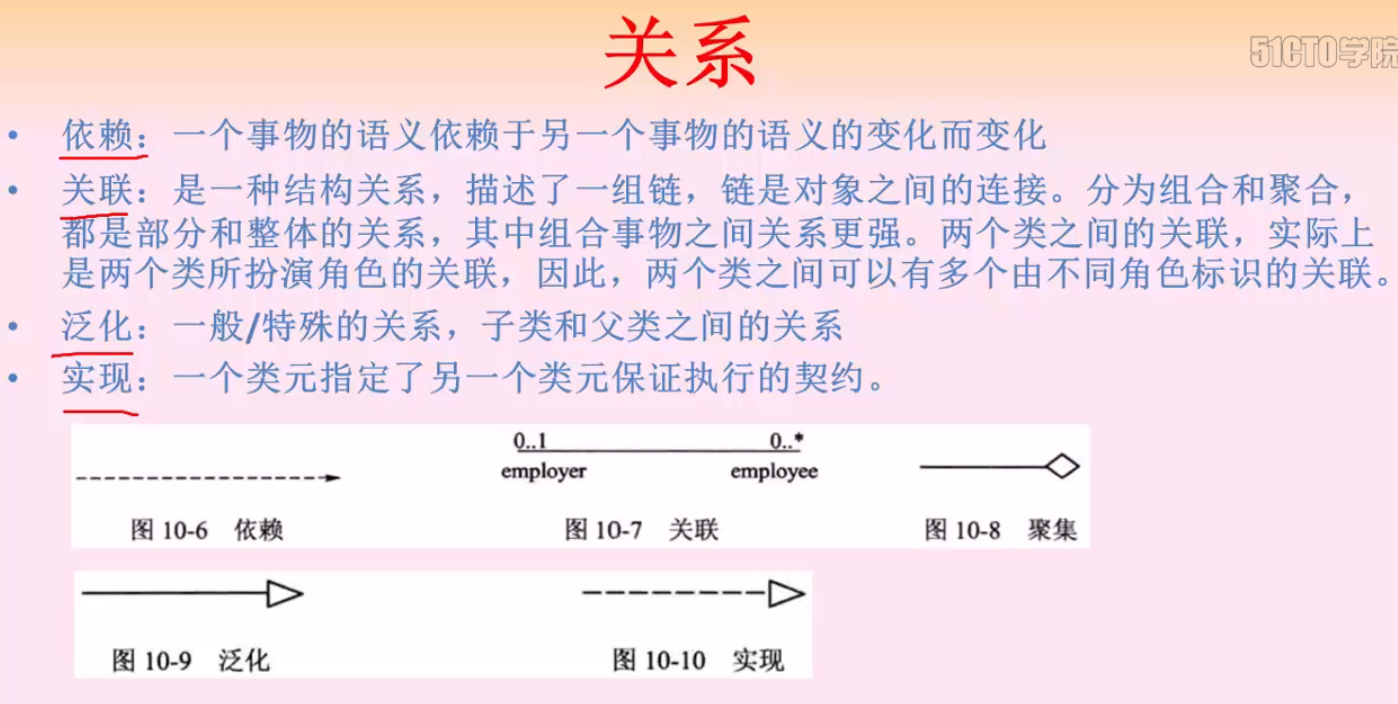 关系
51CTO学院
• 依赖：一个事物的语义依赖于另一个事物的语义的变化而变化
• 关联：是一种结构关系，描述了一组链，链是对象之间的连接。分为组合和聚合，
都是部分和整体的关系，其中组合事物之间关系更强。两个类之间的关联，实际上
是两个类所扮演角色的关联，因此，两个类之间可以有多个由不同角色标识的关联。
• 泛化：一般/特殊的关系，子类和父类之间的关系
• 实现：一个类元指定了另一个类元保证执行的契约。
0..1 0..*
employer employee
图 10-6 依赖 图 10-7 关联 图 10-8 聚集
图 10-9 泛化 图 10-10 实现